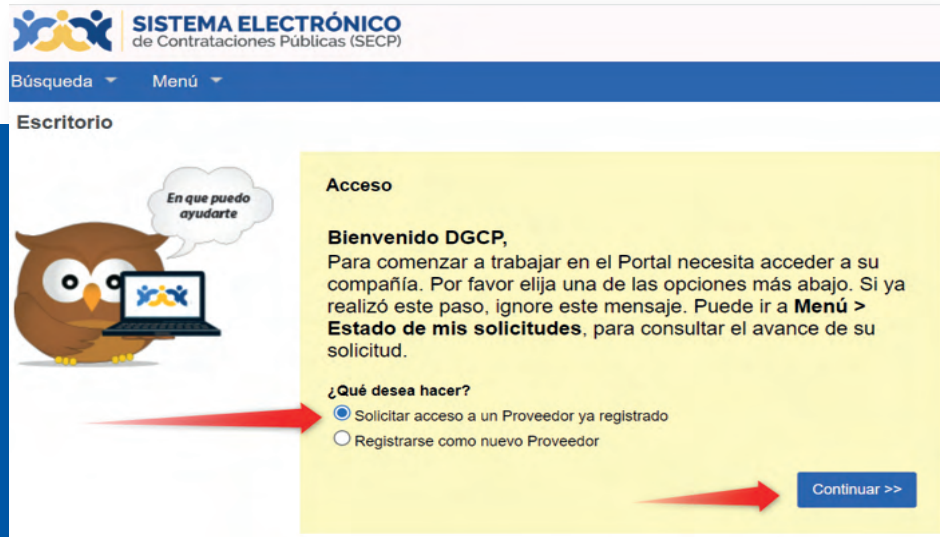 SISTEMA ELECTRÓNICO
de Contrataciones Públicas (SECP)
Búsqueda Menú
Escritorio
En que puedo
ayudarte
Acceso
Bienvenido DGCP,
Para comenzar a trabajar en el Portal necesita acceder a su
compañía. Por favor elija una de las opciones más abajo. Si ya
realizó este paso, ignore este mensaje. Puede ir a Menú >
Estado de mis solicitudes, para consultar el avance de su
solicitud.
¿Qué desea hacer?
Solicitar acceso a un Proveedor ya registrado
Registrarse como nuevo Proveedor
Continuar >>